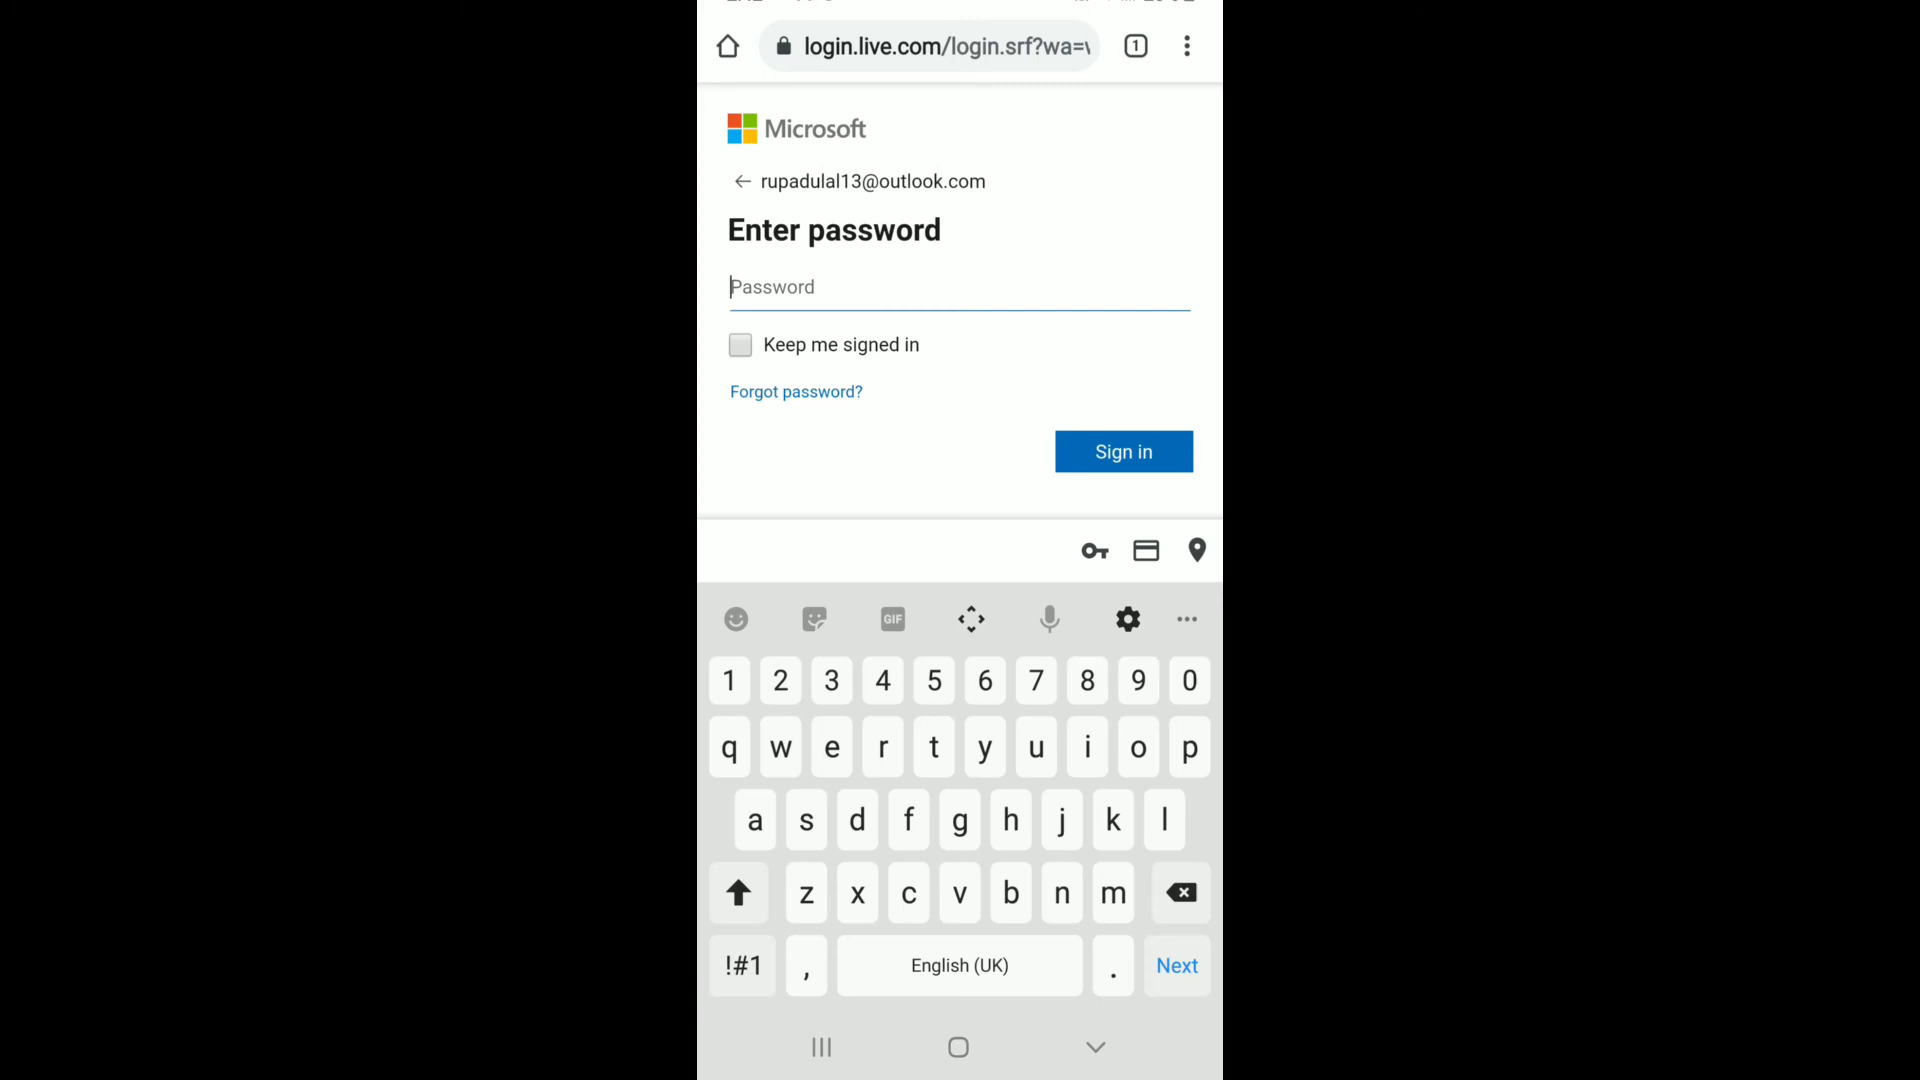 login.live.com/login.srf?wa=
1
Microsoft
rupadulal13@outlook.com
Enter password
Password
Keep me signed in
Forgot password?
Sign in
GIF
1 2 3 4 5 6 7 8 9 0
q w e r t y u i o p
a s d f g h j k l
z x c v b n m
!#1 , English (UK) . Next